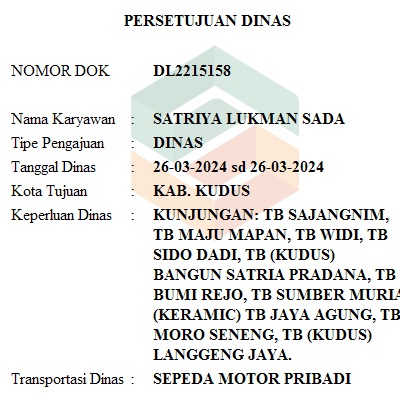 PERSETUJUAN DINAS
NOMOR DOK DL2215158
Nama Karyawan : SATRIYA LUKMAN SADA
Tipe Pengajuan : DINAS
Tanggal Dinas : 26-03-2024 sd 26-03-2024
Kota Tujuan : KAB. KUDUS
Keperluan Dinas : KUNJUNGAN: TB SAJANGNIM,
TB MAJU MAPAN, TB WIDI, TB
SIDO DADI, TB (KUDUS)
BANGUN SATRIA PRADANA, TB
BUMI REJO, TB SUMBER MURIA
(KERAMIC) TB JAYA AGUNG, TB
MORO SENENG, TB (KUDUS)
LANGGENG JAYA.
Transportasi Dinas : SEPEDA MOTOR PRIBADI